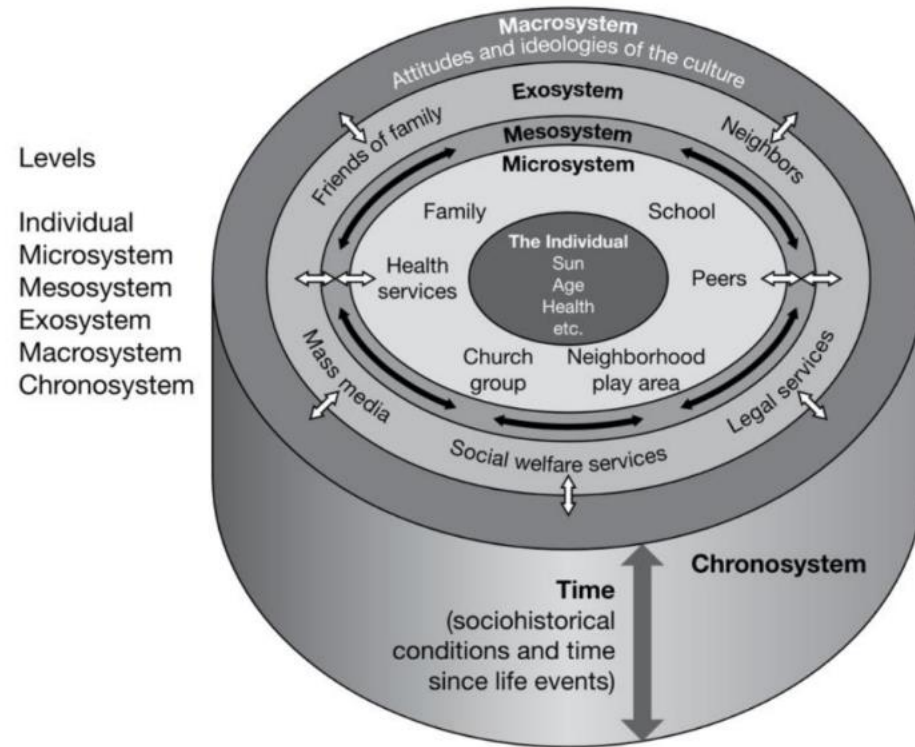 Levels
Individual
Microsystem
Mesosystem
Exosystem
Macrosystem
Chronosystem
Macrosystem
Attitudes and ideologies of the culture
Exosystem
Friends of family
Neighbors
Mesosystem
Microsystem
Family
School
The Individual
Sun
Age
Health
etc.
Health
services
Peers
Church
group
Neighborhood
play area
Mass media
Legal services
Social welfare services
Chronosystem
Time
(sociohistorical
conditions and time
since life events)